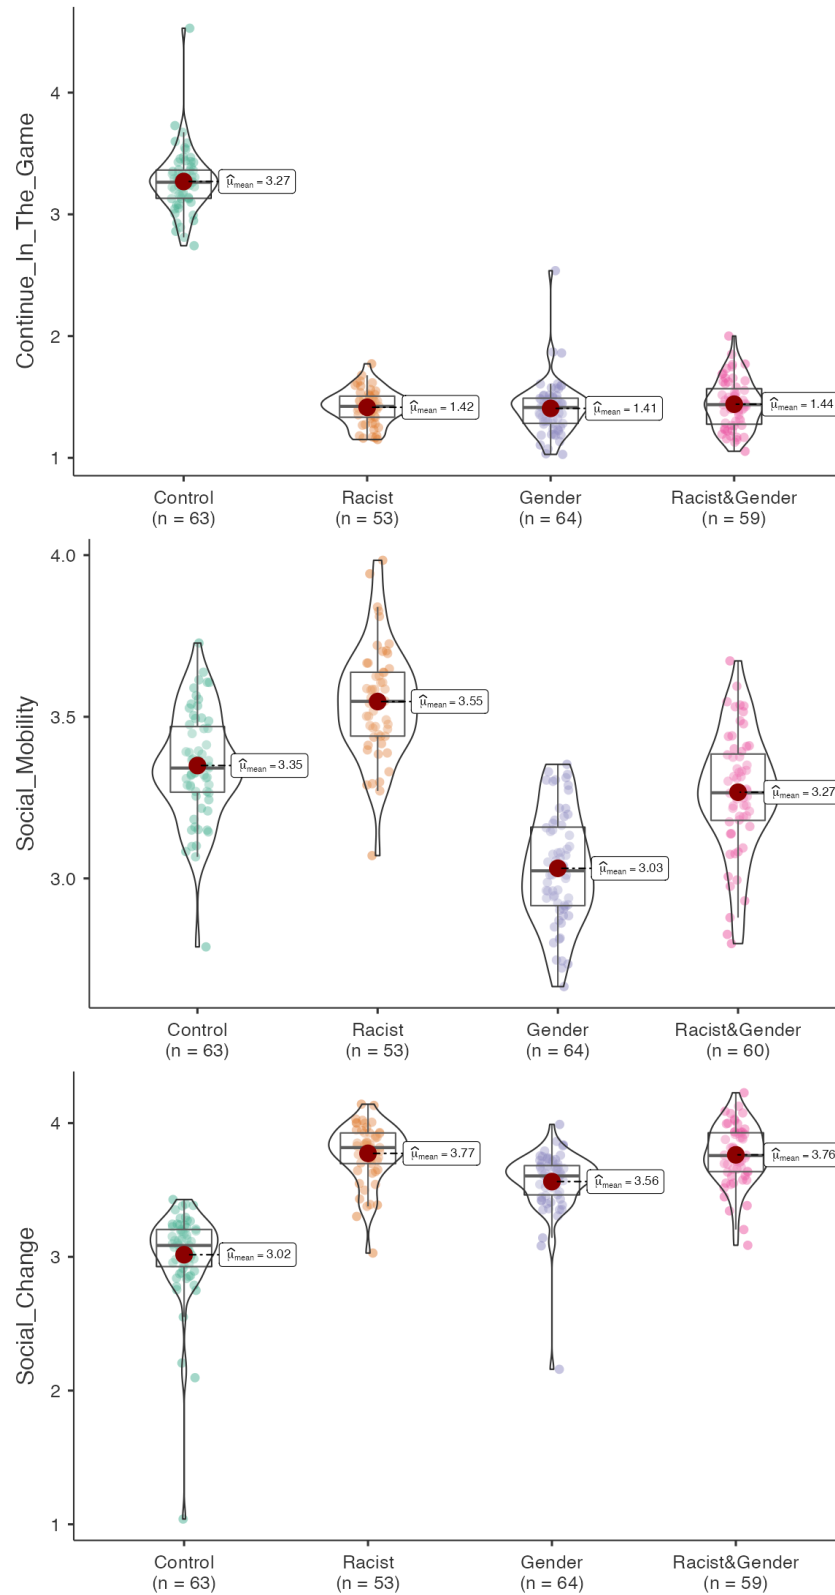 Continue_In_The_Game
4
3
2
1
μ̂mean = 3.27
μ̂mean = 1.42
μ̂mean = 1.41
μ̂mean = 1.44
Control Racist Gender Racist&Gender
(n = 63) (n = 53) (n = 64) (n = 59)
Social_Mobility
4.0
3.5
3.0
μ̂mean = 3.35
μ̂mean = 3.55
μ̂mean = 3.03
μ̂mean = 3.27
Control Racist Gender Racist&Gender
(n = 63) (n = 53) (n = 64) (n = 60)
Social_Change
4
3
2
1
μ̂mean = 3.02
μ̂mean = 3.77
μ̂mean = 3.56
μ̂mean = 3.76
Control Racist Gender Racist&Gender
(n = 63) (n = 53) (n = 64) (n = 59)